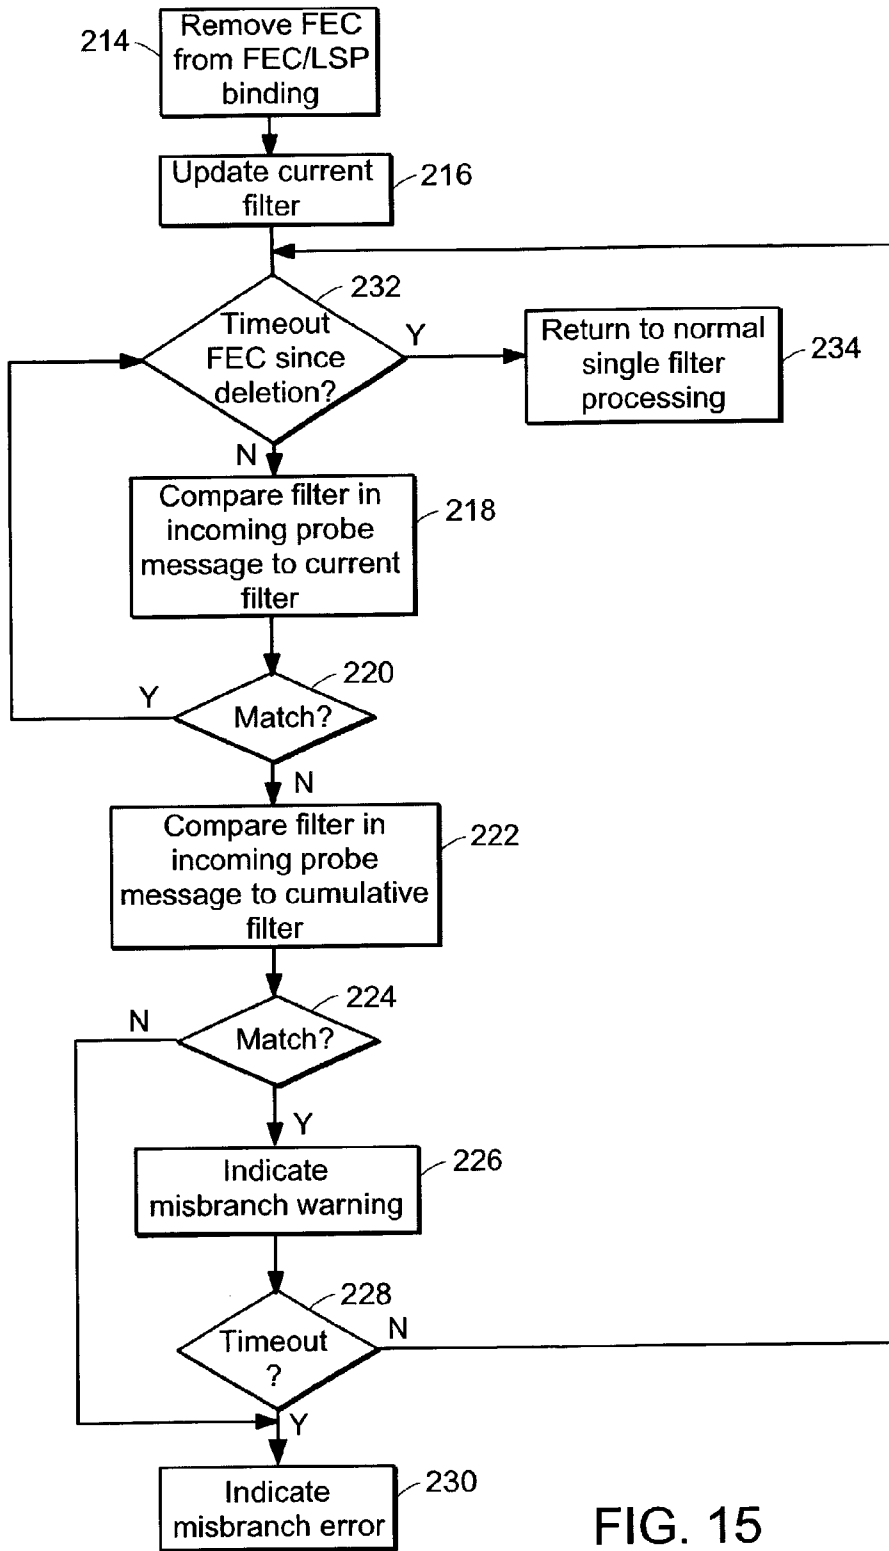 Remove FEC
from FEC/LSP
binding
214
Update current
filter
216
232
Timeout
FEC since
deletion?
Y
N
Return to normal
single filter
processing
234
Compare filter in
incoming probe
message to current
filter
218
220
Match?
Y
N
Compare filter in
incoming probe
message to cumulative
filter
222
224
Match?
N
Y
Indicate
misbranch warning
226
228
Timeout
?
N
Y
Indicate
misbranch error
230
FIG. 15